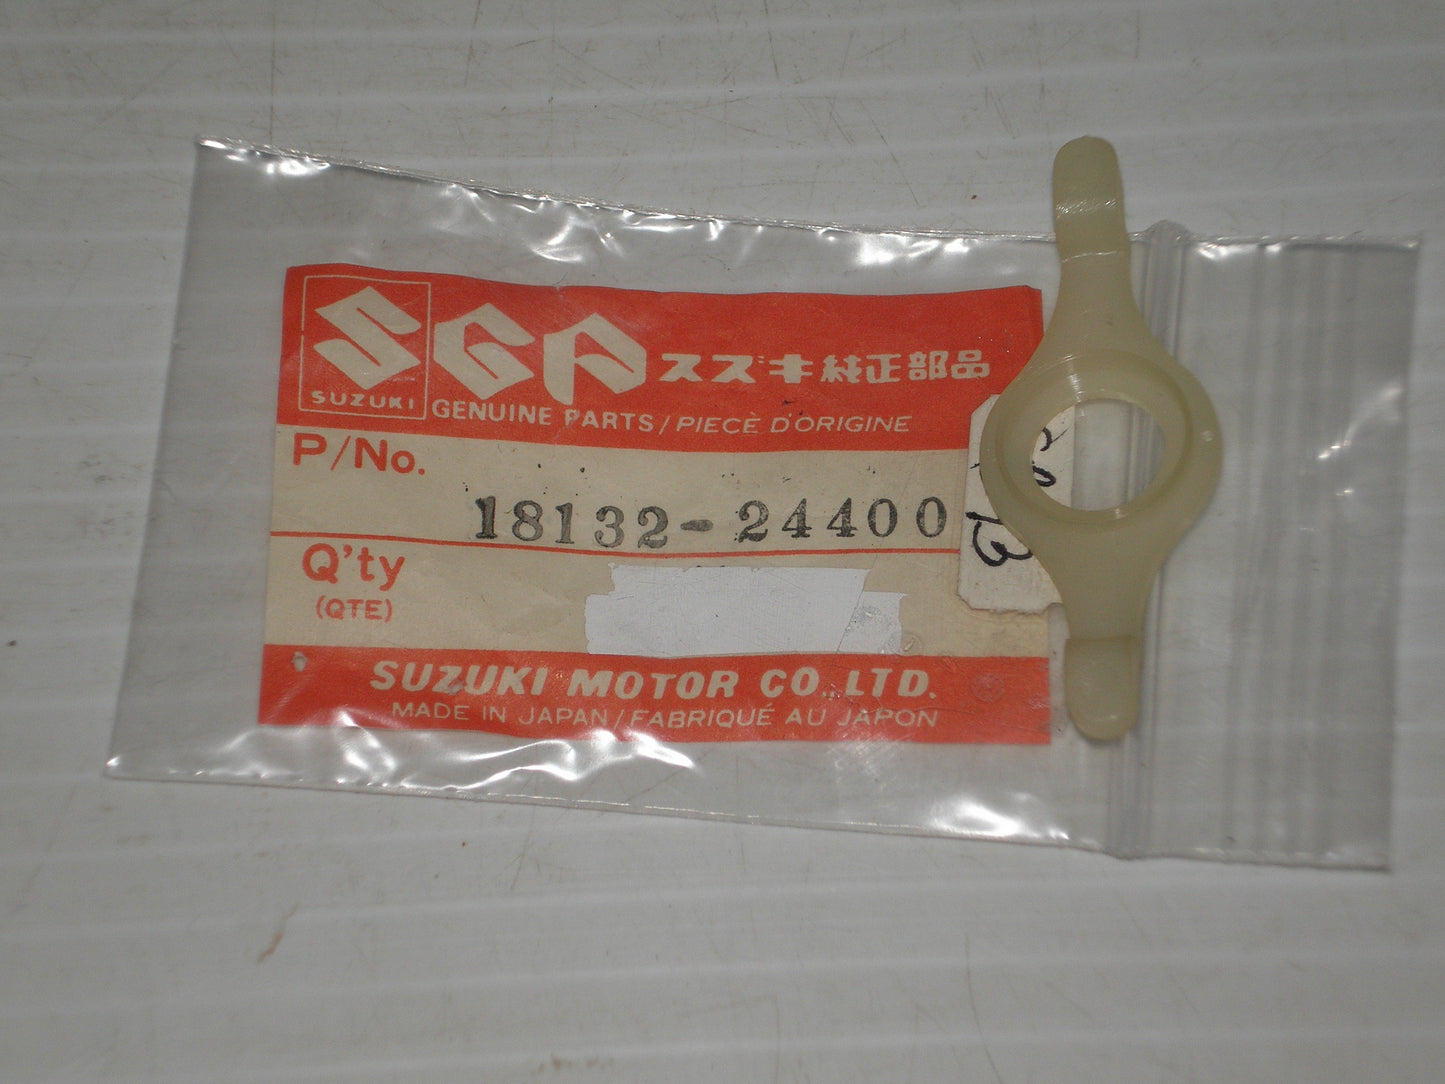 SGP スズキ純正部品
SUZUKI
GENUINE PARTS/PIECÈ D'ORIGINE
P/No.
18132-24400
Q'ty
(QTE)
SUZUKI MOTOR CO.,LTD.
MADE IN JAPAN/FABRIQUÉ AU JAPON